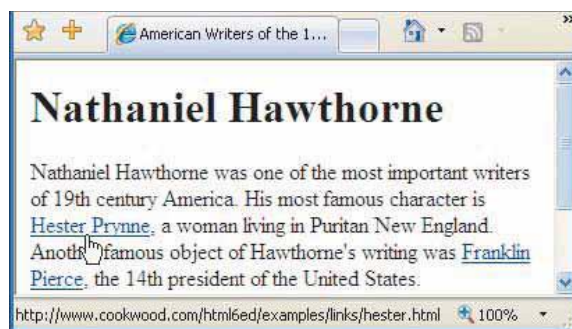 American Writers of the 1...
Nathaniel Hawthorne
Nathaniel Hawthorne was one of the most important writers
of 19th century America. His most famous character is
Hester Prynne, a woman living in Puritan New England.
Anoth famous object of Hawthorne's writing was Franklin
Pierce, the 14th president of the United States.
http://www.cookwood.com/html6ed/examples/links/hester.html 100%